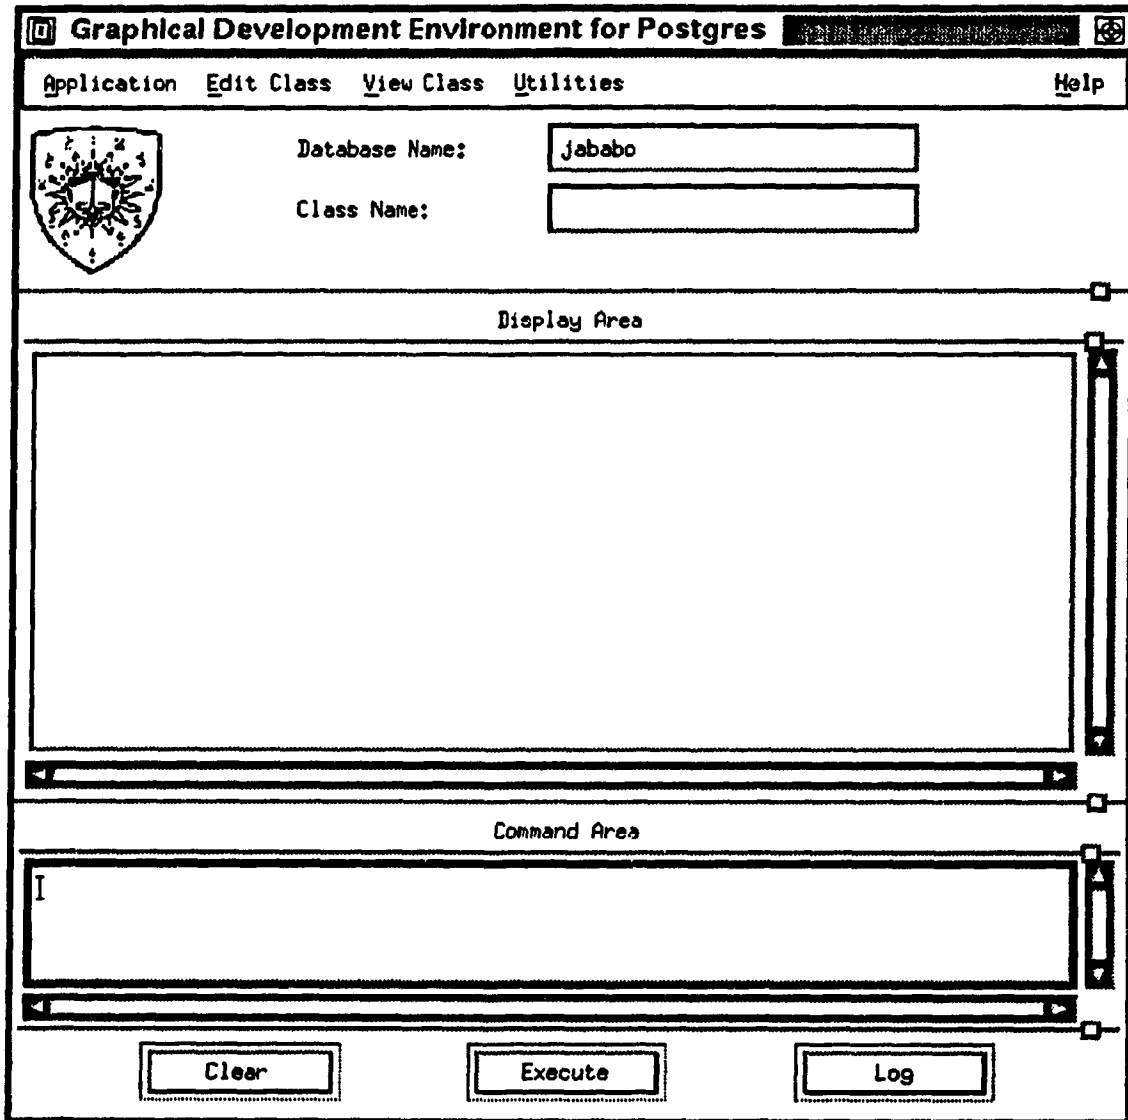 Graphical Development Environment for Postgres
Application Edit Class View Class Utilities Help
Database Name: jababo
Class Name:
Display Area
Command Area
Clear Execute Log